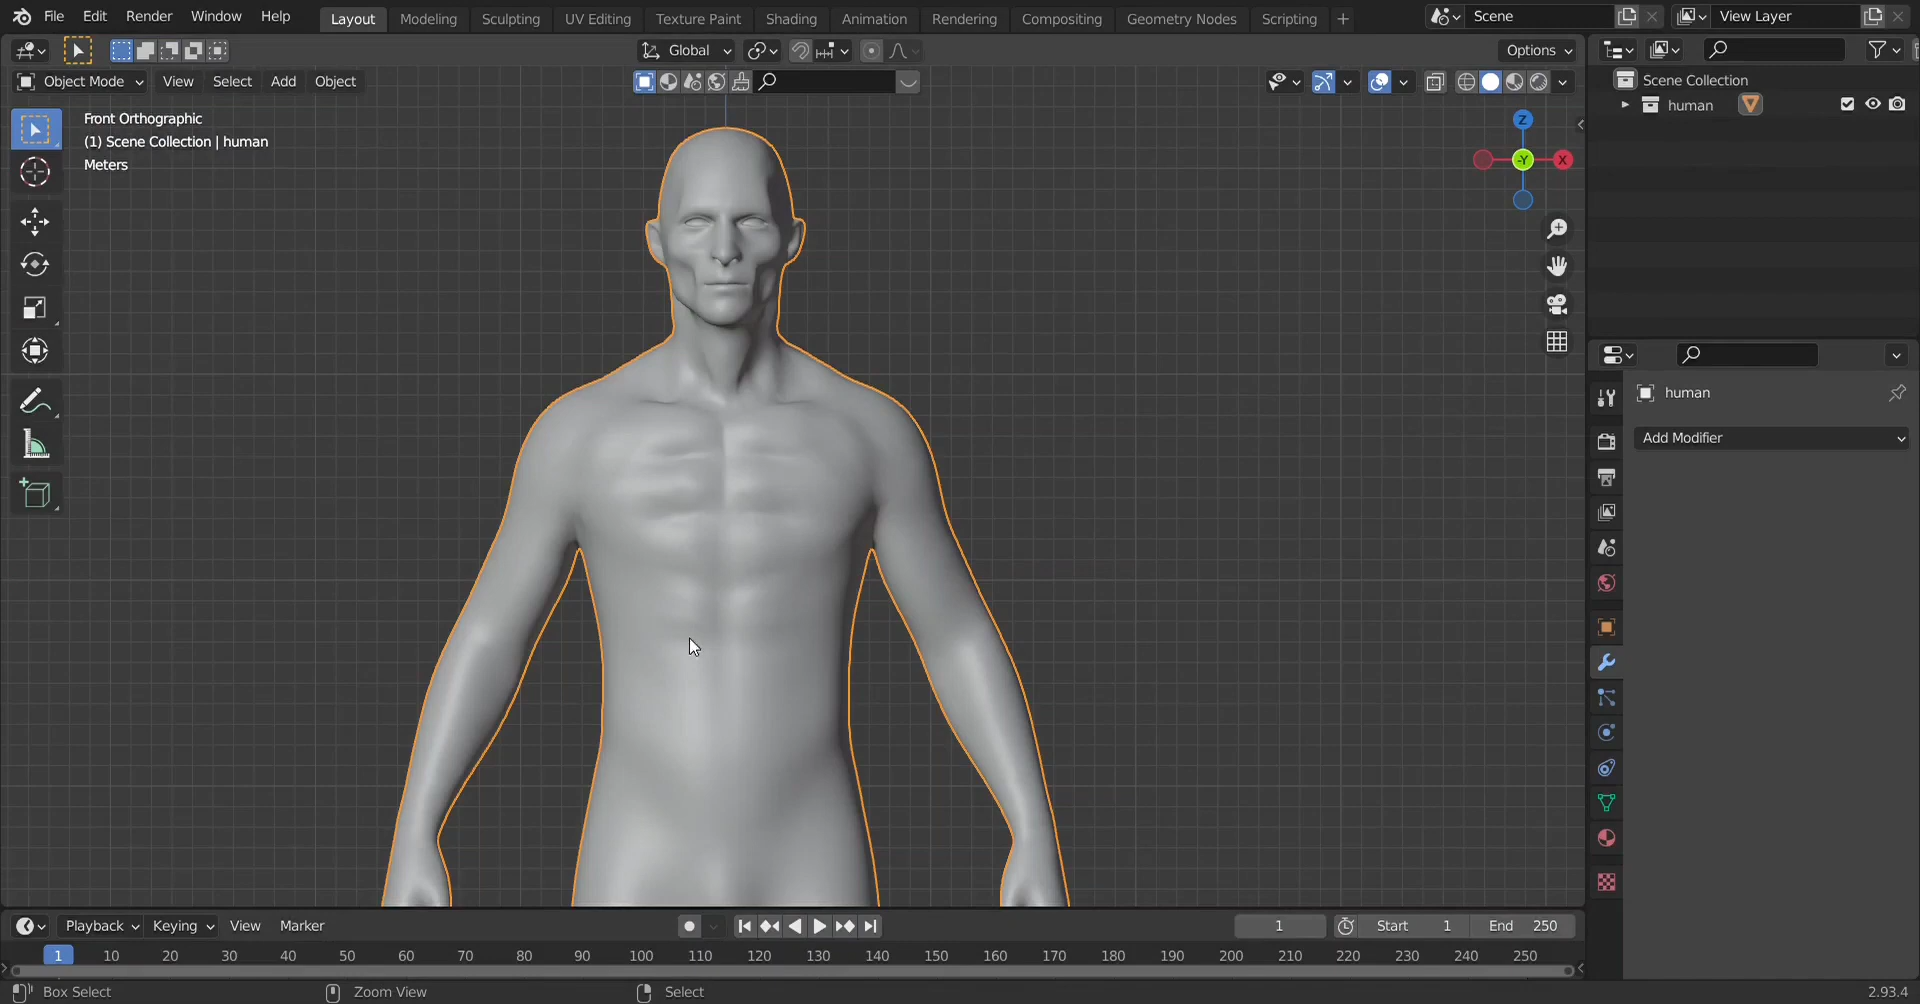 File Edit Render Window Help Layout Modeling Sculpting UV Editing Texture Paint Shading Animation Rendering Compositing Geometry Nodes Scripting + Scene View Layer
Global Options
Object Mode View Select Add Object
Front Orthographic
(1) Scene Collection | human
Meters
Z
-Y
X
Scene Collection
human
human
Add Modifier
Playback Keying View Marker 1 Start 1 End 250
1 10 20 30 40 50 60 70 80 90 100 110 120 130 140 150 160 170 180 190 200 210 220 230 240 250
Box Select Zoom View Select 2.93.4